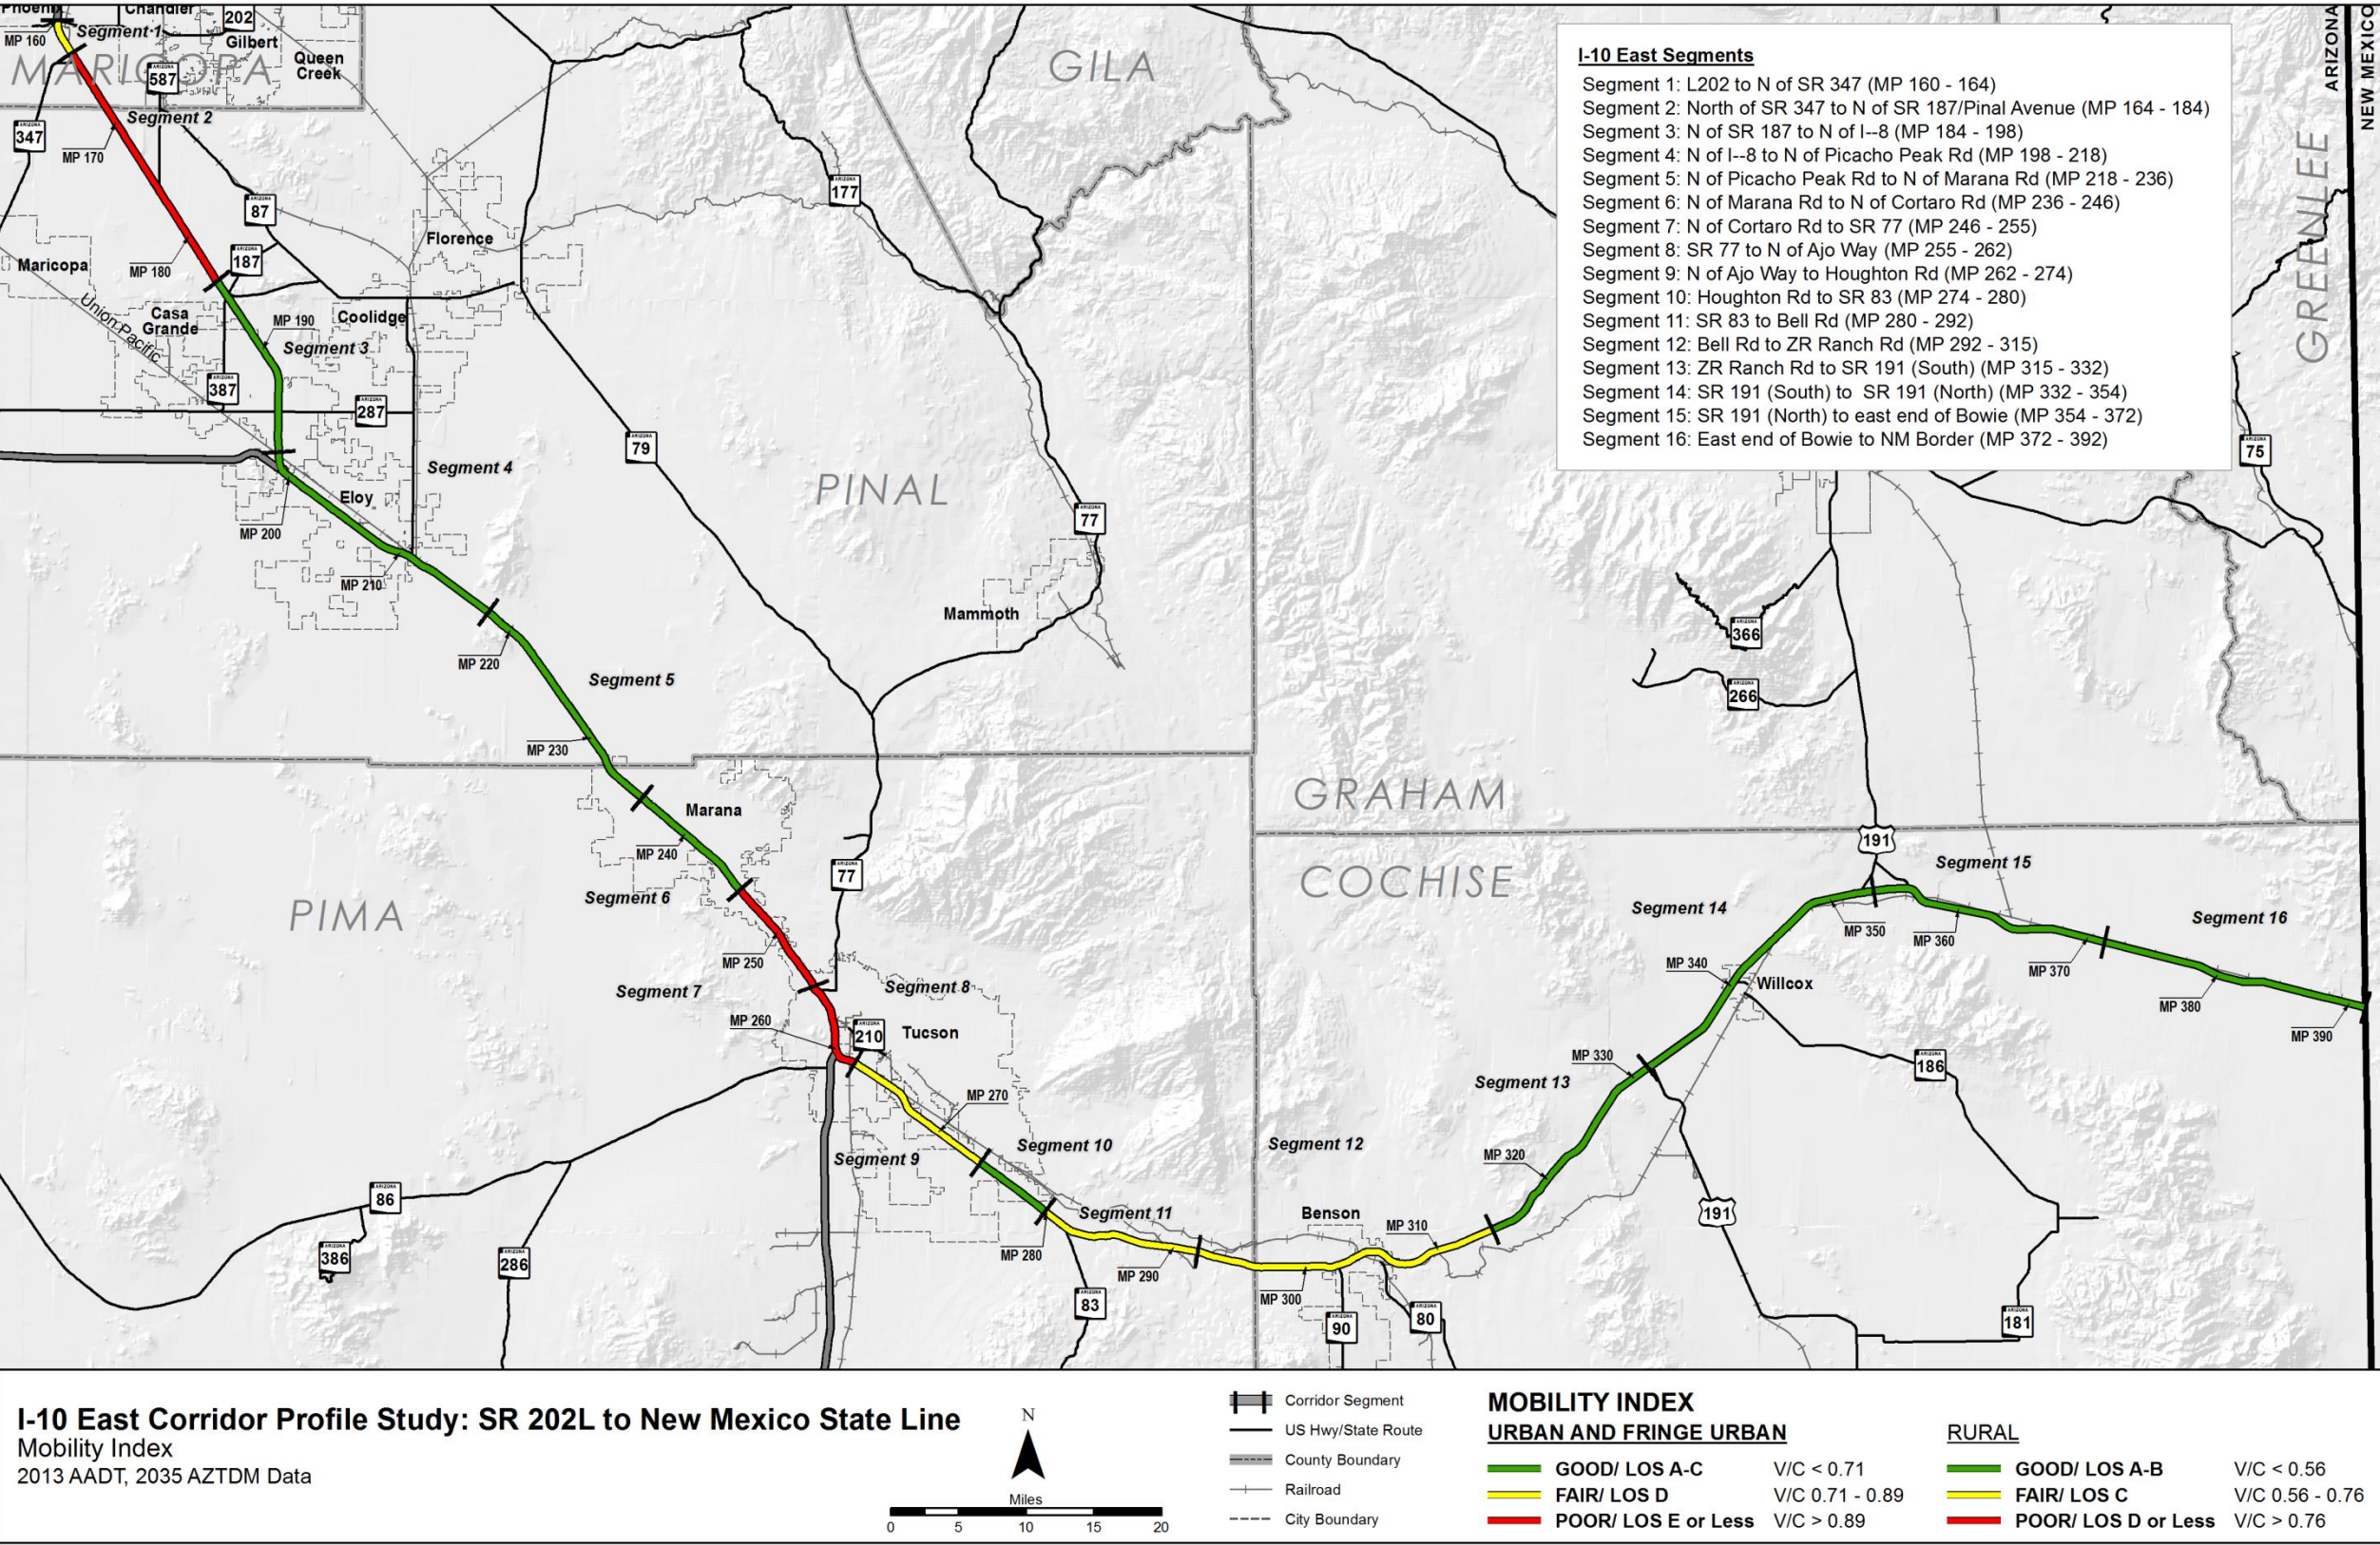 Phoenix
Chandler
202
MP 160
Segment 1
Gilbert
Queen
Creek
MARICOPA
587
Segment 2
347
MP 170
87
Florence
187
Maricopa
MP 180
Union Pacific
Casa
Grande
MP 190
Coolidge
Segment 3
387
287
Segment 4
Eloy
MP 200
MP 210
79
PINAL
GILA
177
77
Mammoth
MP 220
Segment 5
MP 230
Marana
MP 240
Segment 6
77
PIMA
MP 250
Segment 7
Segment 8
MP 260
210
Tucson
MP 270
Segment 9
Segment 10
86
386
286
MP 280
Segment 11
MP 290
83
Segment 12
Benson
MP 300
MP 310
90
80
I-10 East Segments
Segment 1: L202 to N of SR 347 (MP 160 - 164)
Segment 2: North of SR 347 to N of SR 187/Pinal Avenue (MP 164 - 184)
Segment 3: N of SR 187 to N of I--8 (MP 184 - 198)
Segment 4: N of I--8 to N of Picacho Peak Rd (MP 198 - 218)
Segment 5: N of Picacho Peak Rd to N of Marana Rd (MP 218 - 236)
Segment 6: N of Marana Rd to N of Cortaro Rd (MP 236 - 246)
Segment 7: N of Cortaro Rd to SR 77 (MP 246 - 255)
Segment 8: SR 77 to N of Ajo Way (MP 255 - 262)
Segment 9: N of Ajo Way to Houghton Rd (MP 262 - 274)
Segment 10: Houghton Rd to SR 83 (MP 274 - 280)
Segment 11: SR 83 to Bell Rd (MP 280 - 292)
Segment 12: Bell Rd to ZR Ranch Rd (MP 292 - 315)
Segment 13: ZR Ranch Rd to SR 191 (South) (MP 315 - 332)
Segment 14: SR 191 (South) to SR 191 (North) (MP 332 - 354)
Segment 15: SR 191 (North) to east end of Bowie (MP 354 - 372)
Segment 16: East end of Bowie to NM Border (MP 372 - 392)
ARIZONA
NEW MEXICO
GREENLEE
75
366
266
GRAHAM
COCHISE
191
Segment 15
Segment 14
Segment 16
MP 350
MP 360
MP 340
MP 370
Willcox
MP 380
MP 390
MP 330
Segment 13
186
MP 320
191
181
I-10 East Corridor Profile Study: SR 202L to New Mexico State Line
Mobility Index
2013 AADT, 2035 AZTDM Data
N
Miles
0 5 10 15 20
Corridor Segment
US Hwy/State Route
County Boundary
Railroad
City Boundary
MOBILITY INDEX
URBAN AND FRINGE URBAN
GOOD/ LOS A-C V/C < 0.71
FAIR/ LOS D V/C 0.71 - 0.89
POOR/ LOS E or Less V/C > 0.89
RURAL
GOOD/ LOS A-B V/C < 0.56
FAIR/ LOS C V/C 0.56 - 0.76
POOR/ LOS D or Less V/C > 0.76